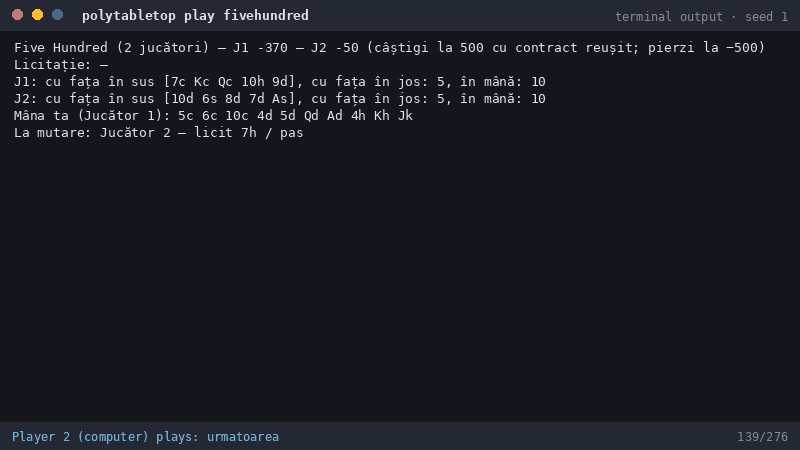 polytabletop play fivehundred
terminal output · seed 1
Five Hundred (2 jucători) — J1 -370 — J2 -50 (câștigi la 500 cu contract reușit; pierzi la −500)
Licitație: —
J1: cu fața în sus [7c Kc Qc 10h 9d], cu fața în jos: 5, în mână: 10
J2: cu fața în sus [10d 6s 8d 7d As], cu fața în jos: 5, în mână: 10
Mâna ta (Jucător 1): 5c 6c 10c 4d 5d Qd Ad 4h Kh Jk
La mutare: Jucător 2 — licit 7h / pas
Player 2 (computer) plays: urmatoarea
139/276